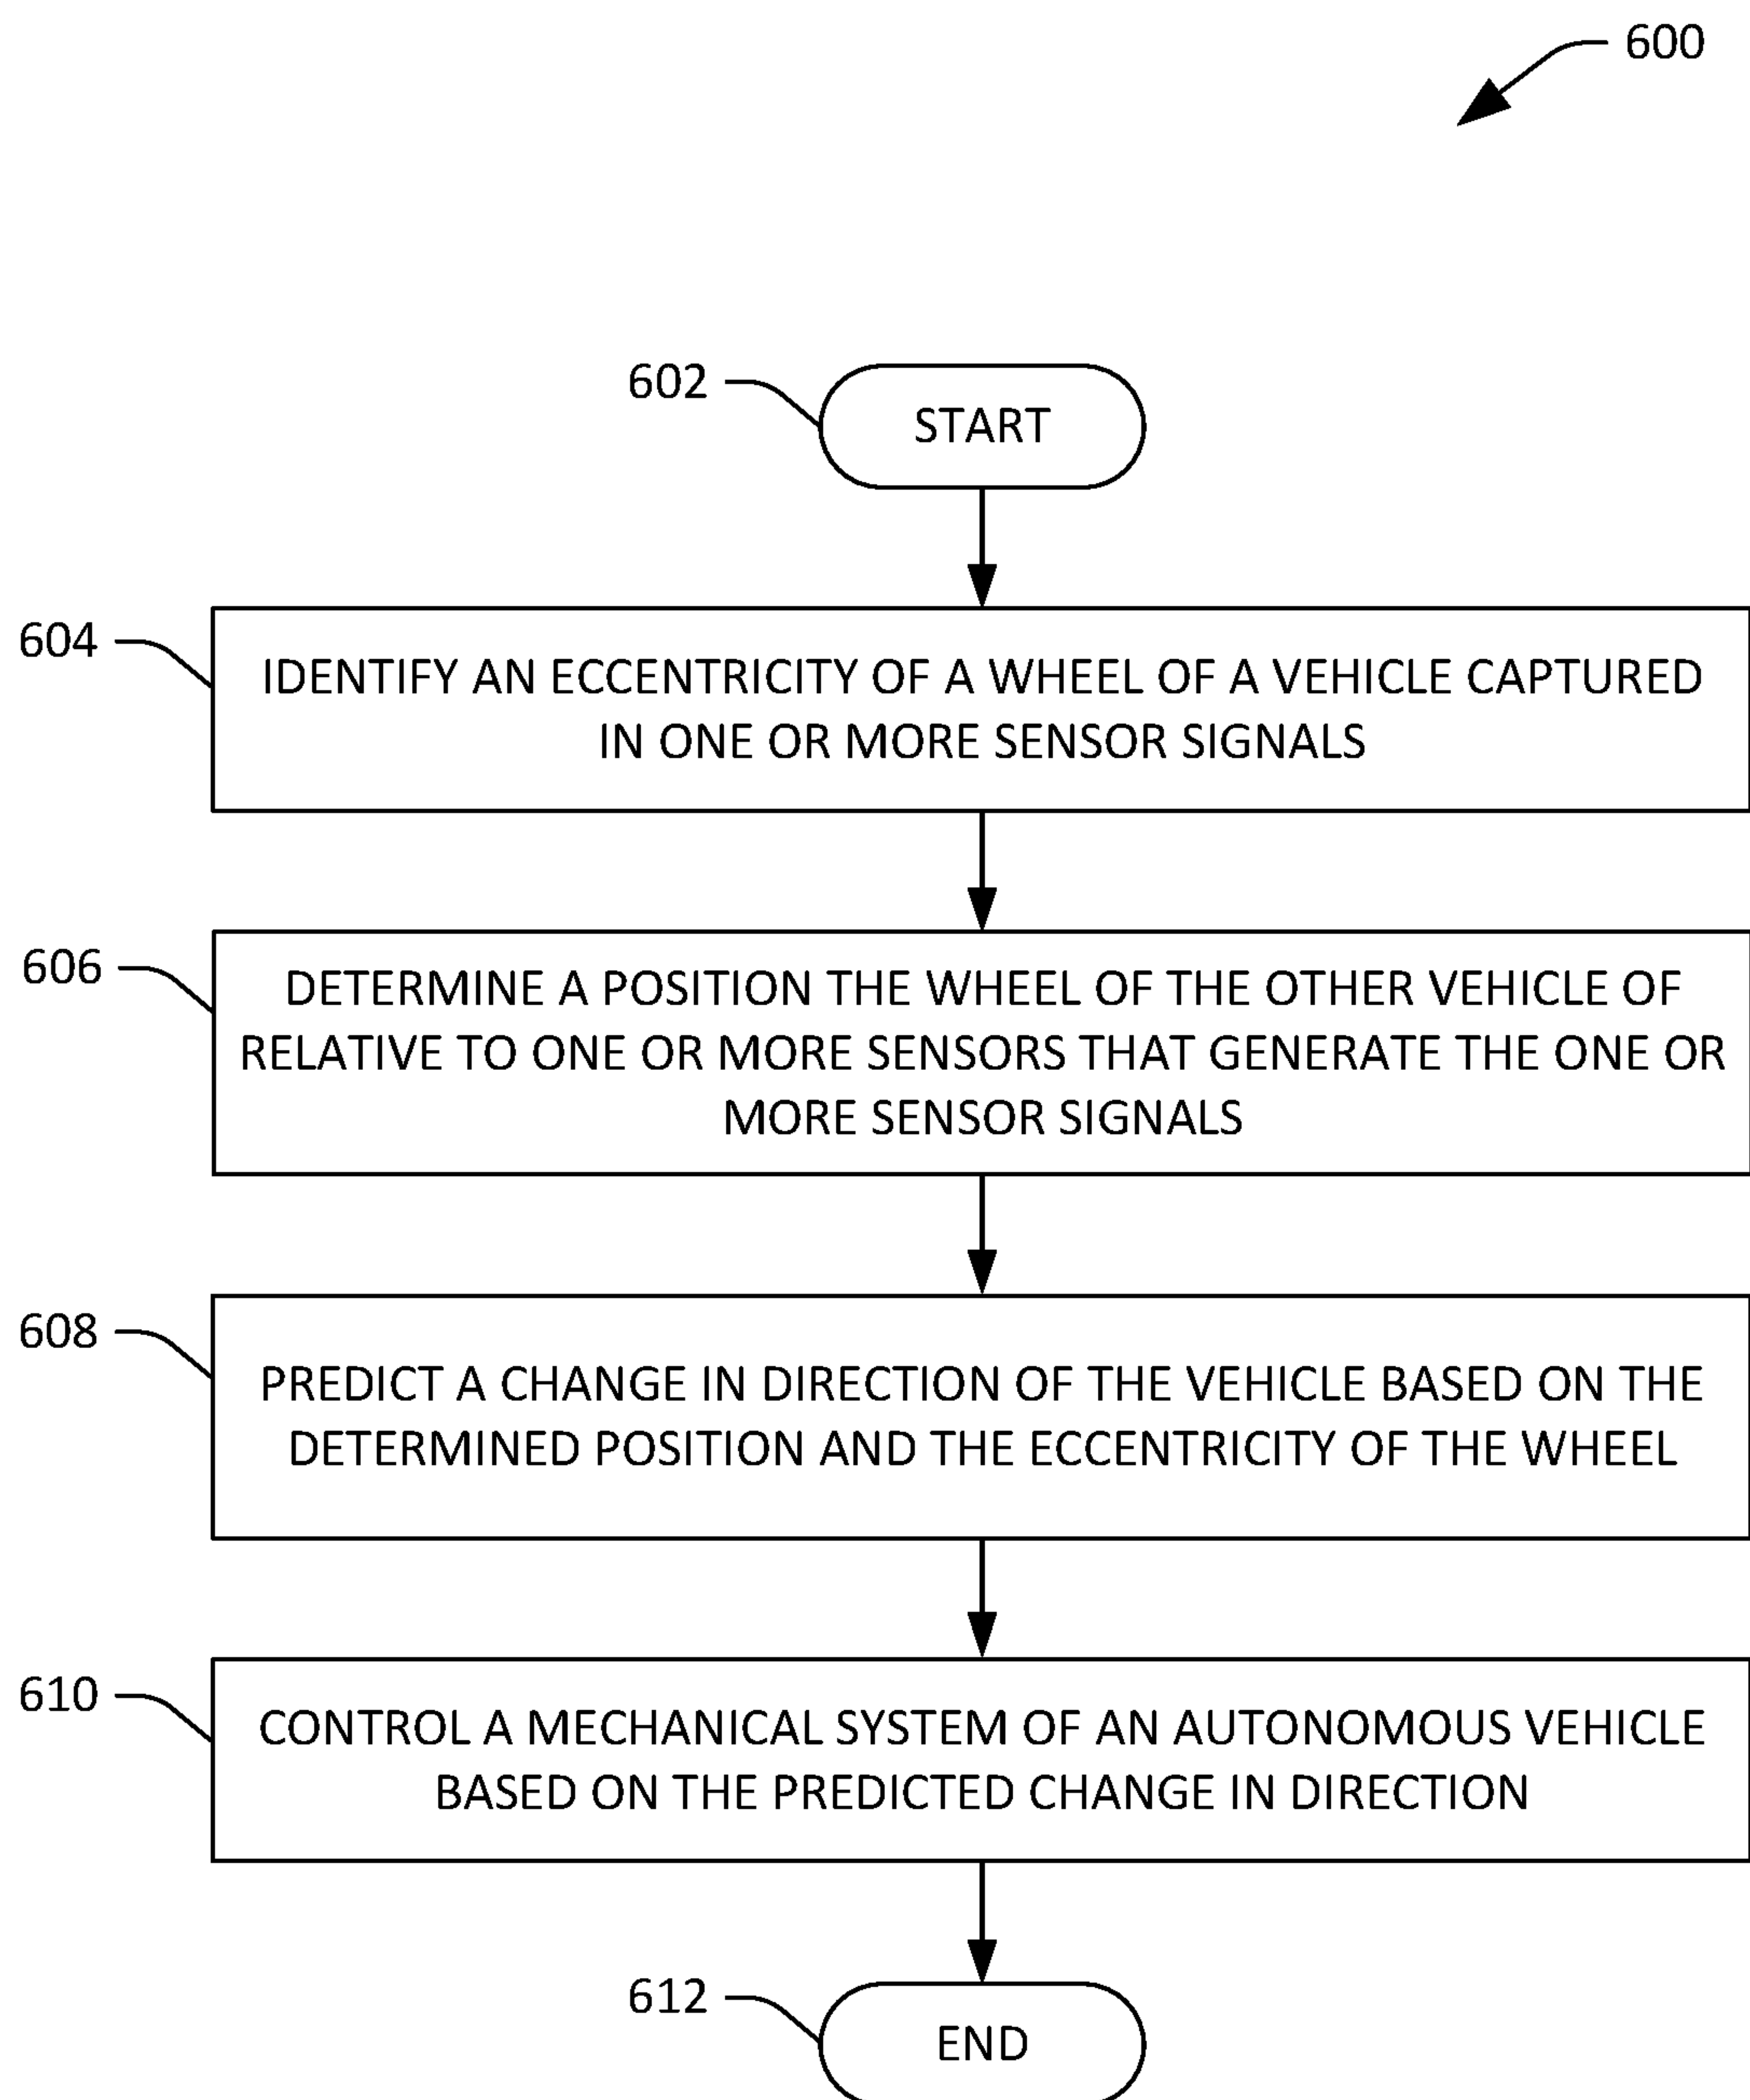 600
602
START
604
IDENTIFY AN ECCENTRICITY OF A WHEEL OF A VEHICLE CAPTURED
IN ONE OR MORE SENSOR SIGNALS
606
DETERMINE A POSITION THE WHEEL OF THE OTHER VEHICLE OF
RELATIVE TO ONE OR MORE SENSORS THAT GENERATE THE ONE OR
MORE SENSOR SIGNALS
608
PREDICT A CHANGE IN DIRECTION OF THE VEHICLE BASED ON THE
DETERMINED POSITION AND THE ECCENTRICITY OF THE WHEEL
610
CONTROL A MECHANICAL SYSTEM OF AN AUTONOMOUS VEHICLE
BASED ON THE PREDICTED CHANGE IN DIRECTION
612
END